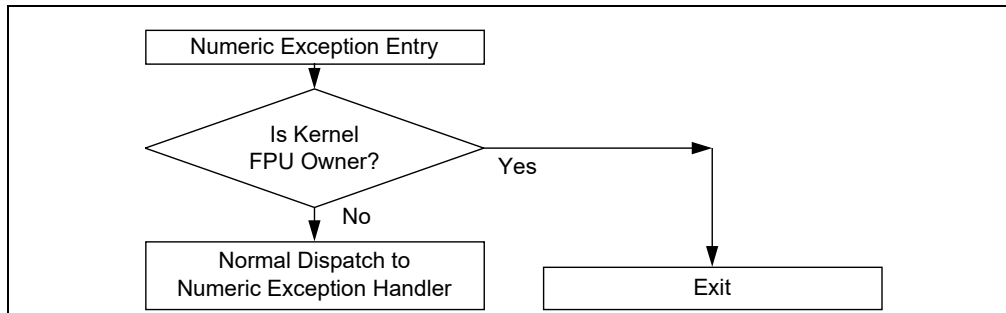 Numeric Exception Entry
Is Kernel
FPU Owner?
Yes
No
Normal Dispatch to
Numeric Exception Handler
Exit